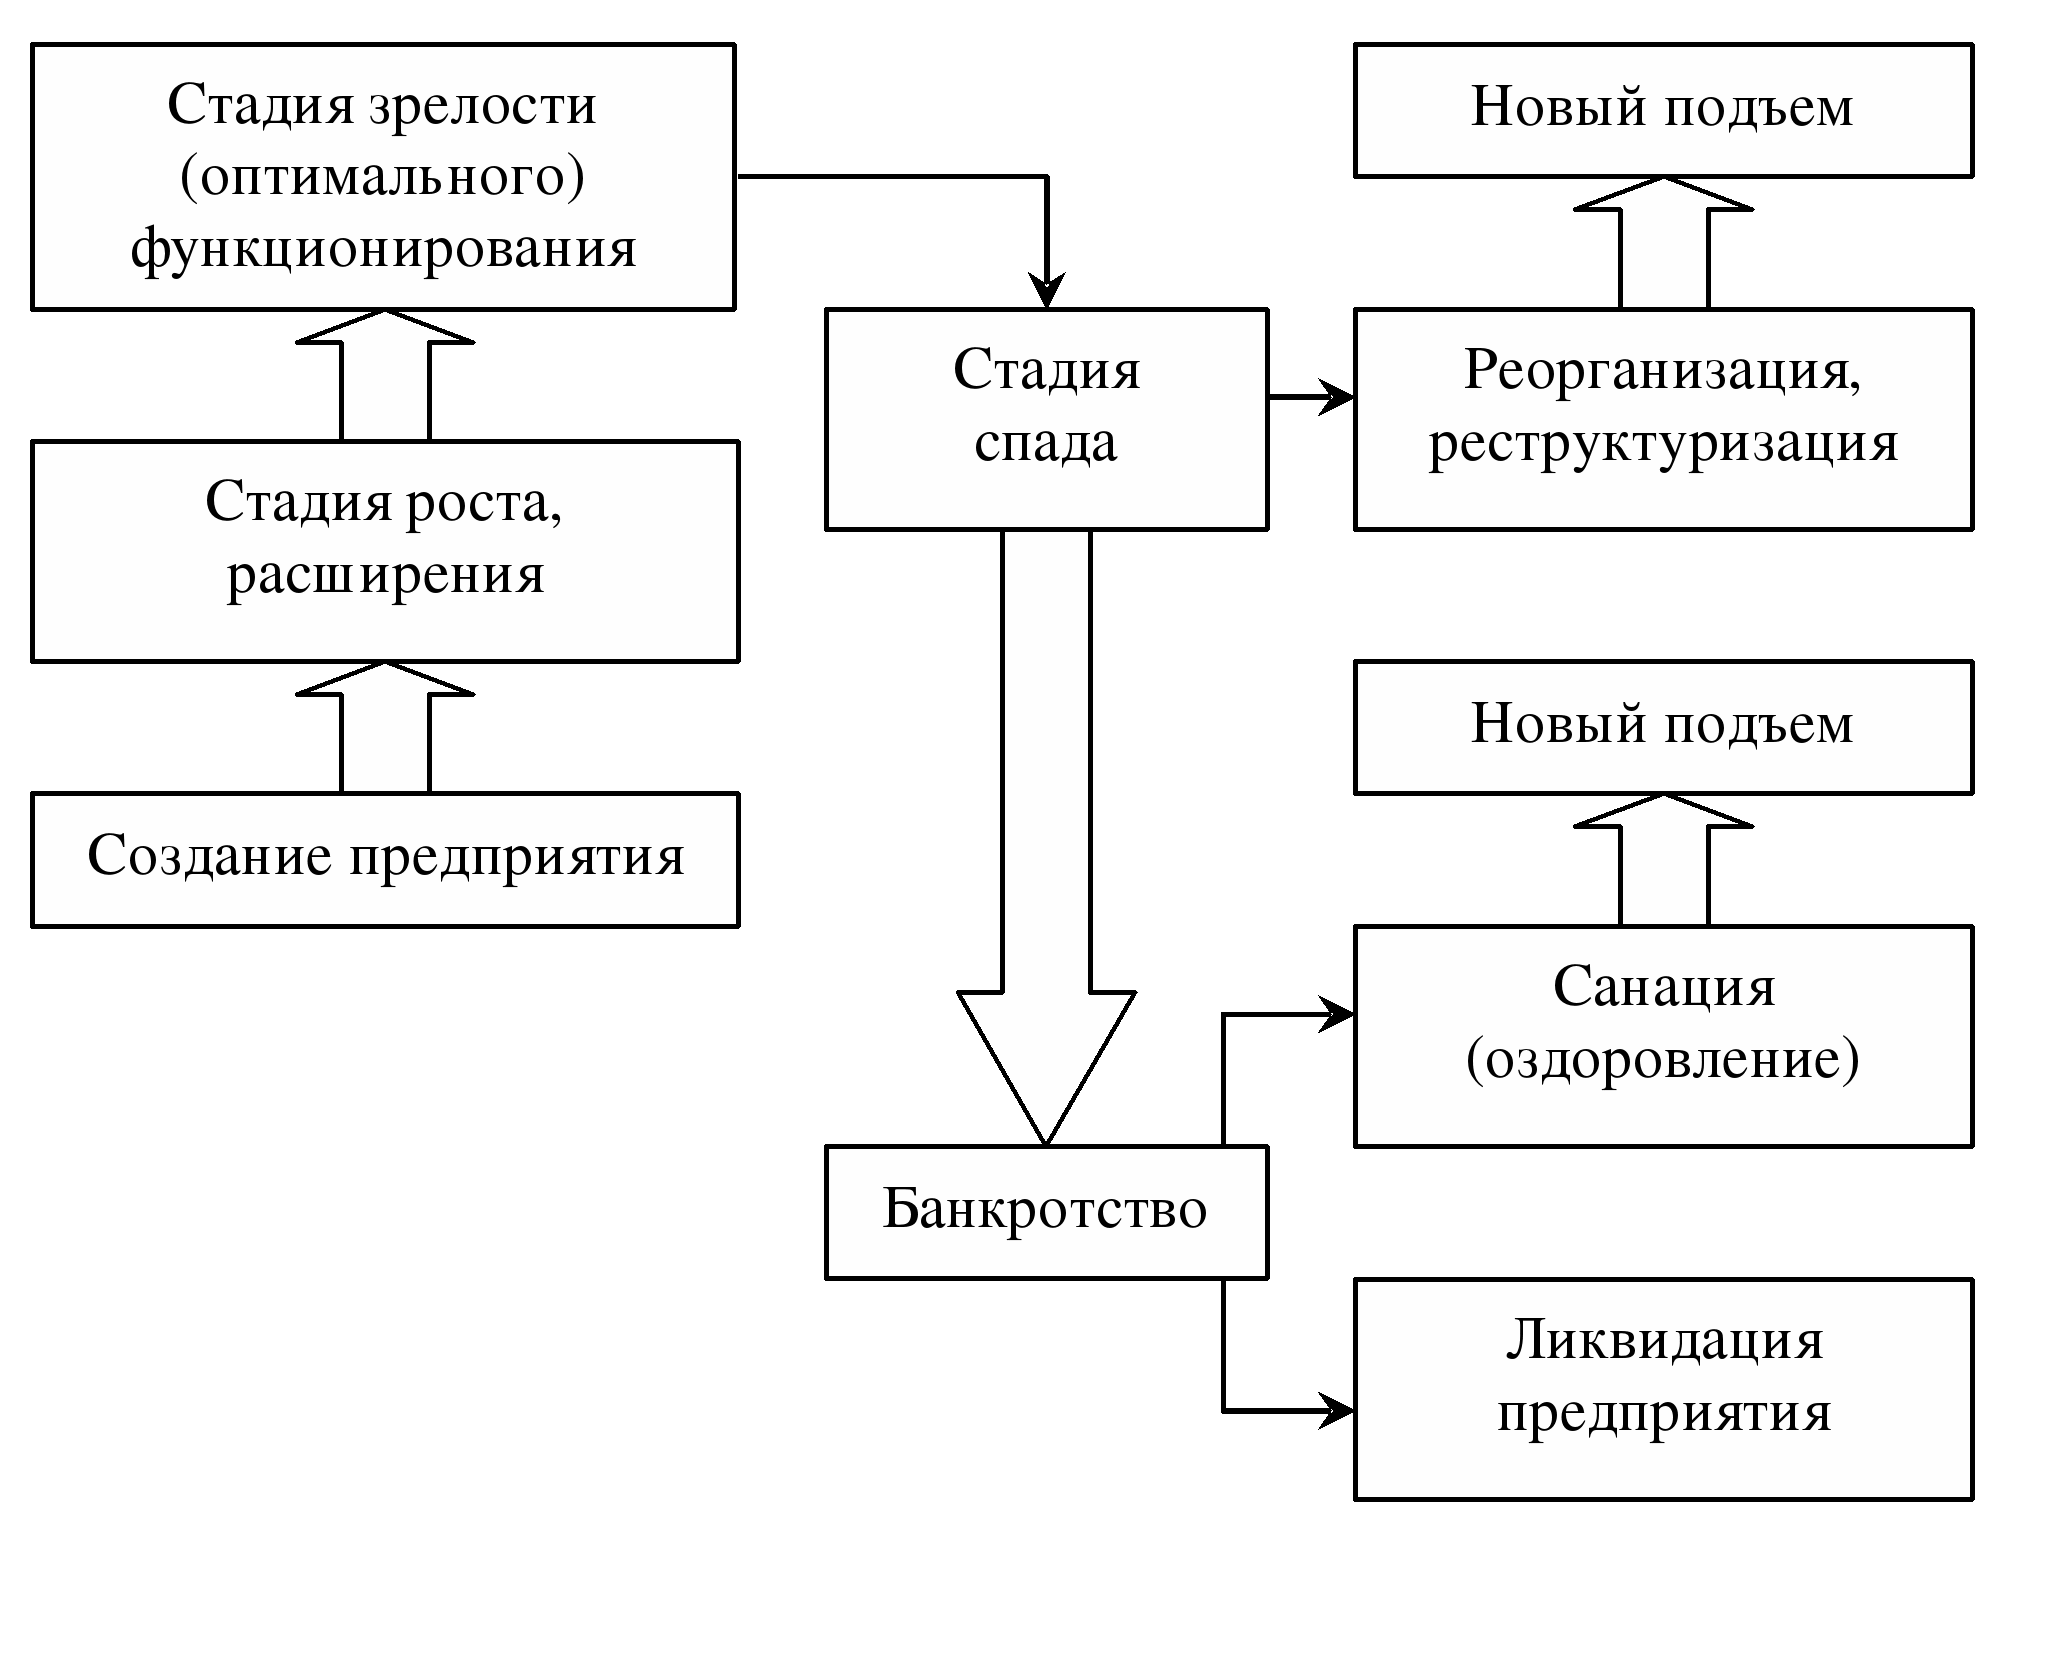 Стадия зрелости
(оптимального)
функционирования
Стадия роста,
расширения
Создание предприятия
Стадия
спада
Банкротство
Новый подъем
Реорганизация,
реструктуризация
Новый подъем
Санация
(оздоровление)
Ликвидация
предприятия